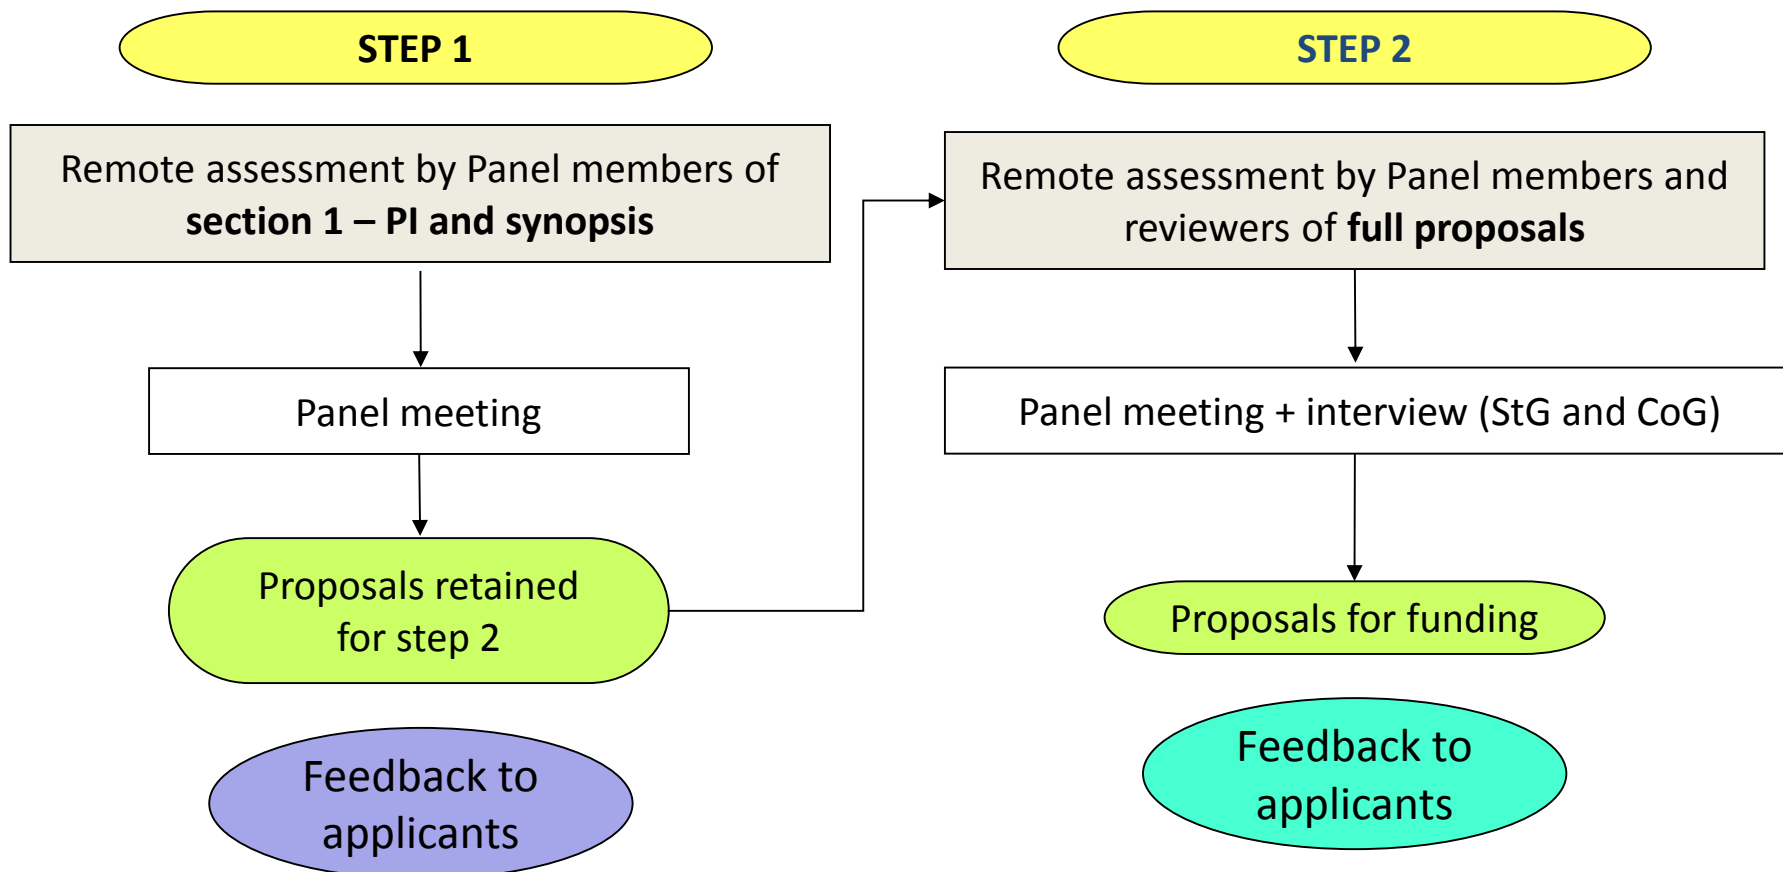 STEP 1
Remote assessment by Panel members of
section 1 – PI and synopsis
Panel meeting
Proposals retained
for step 2
Feedback to
applicants
STEP 2
Remote assessment by Panel members and
reviewers of full proposals
Panel meeting + interview (StG and CoG)
Proposals for funding
Feedback to
applicants